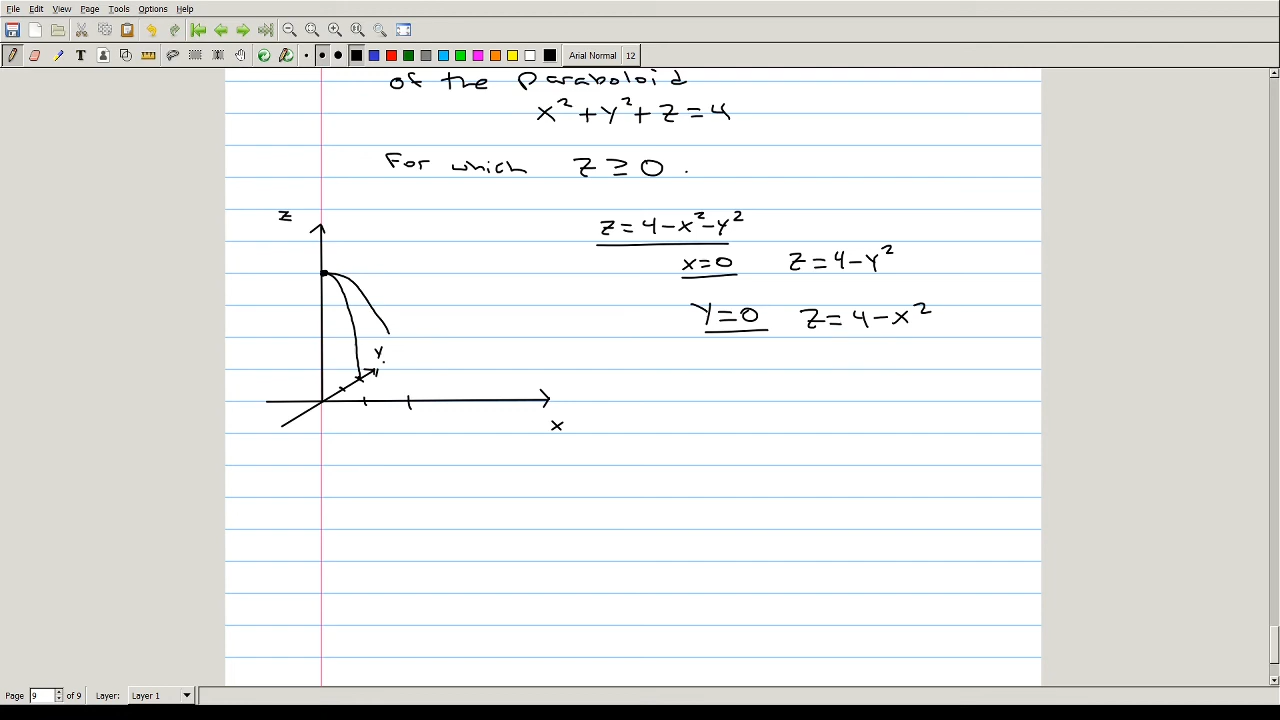 File Edit View Page Tools Options Help
T Arial Normal 12
of the paraboloid
x² + y² + z = 4
For which z ≥ 0 .
z
z = 4 - x² - y²
x = 0 z = 4 - y²
y = 0 z = 4 - x²
y
x
Page 9 of 9 Layer: Layer 1